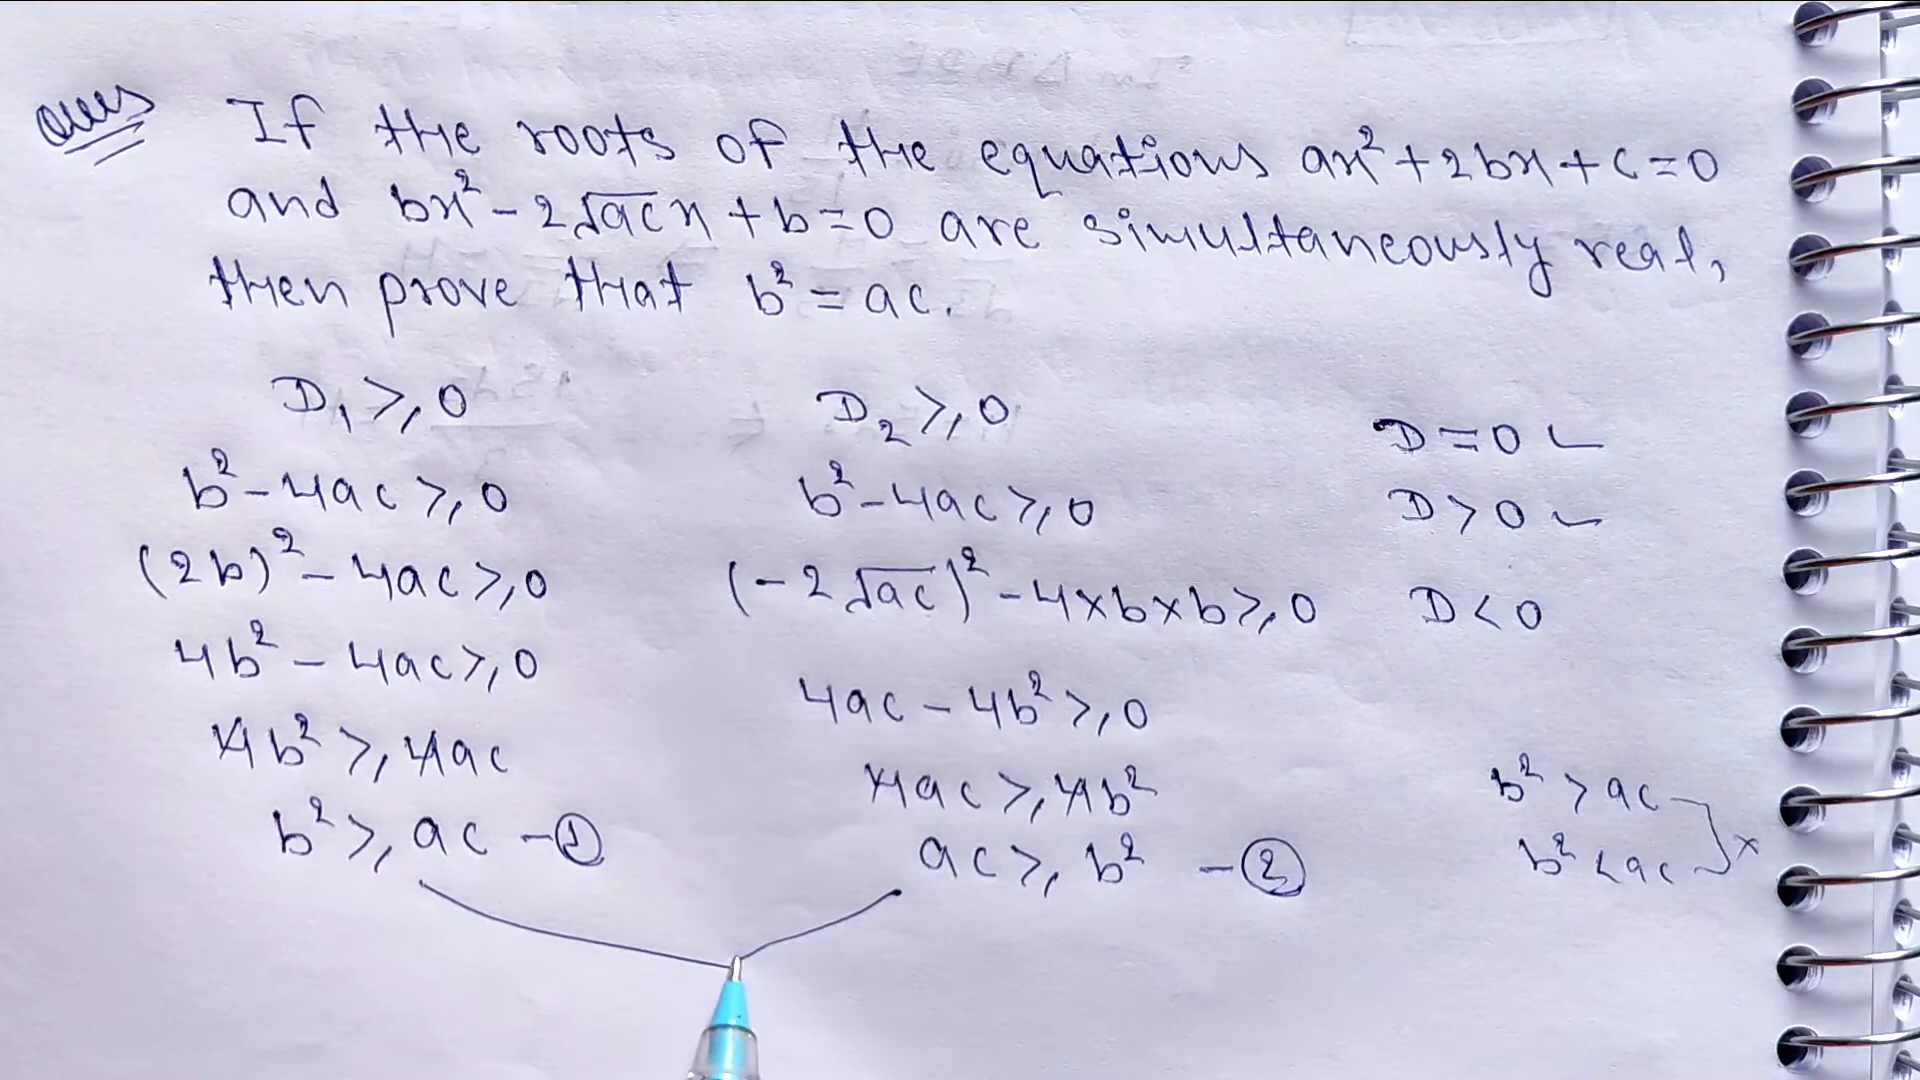 Ques If the roots of the equations ax²+2bx+c=0
and bx²-2√acx+b=0 are simultaneously real,
then prove that b²=ac.
D₁≥0
b²-4ac≥0
(2b)²-4ac≥0
4b²-4ac≥0
4b²≥4ac
b²≥ac -①
D₂≥0
b²-4ac≥0
(-2√ac)²-4×b×b≥0
4ac-4b²≥0
4ac≥4b²
ac≥b² -②
D=0
D>0
D<0
b²>ac
b²<ac ×